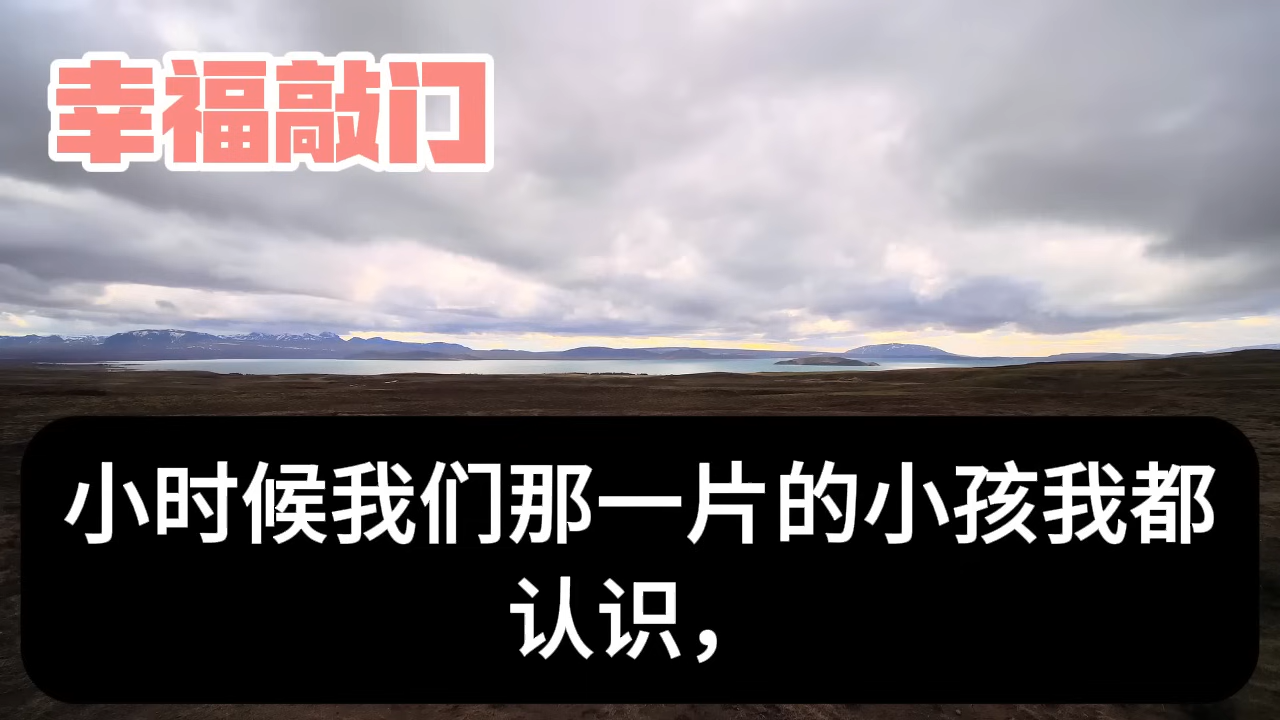 幸福敲门
小时候我们那一片的小孩我都
认识，